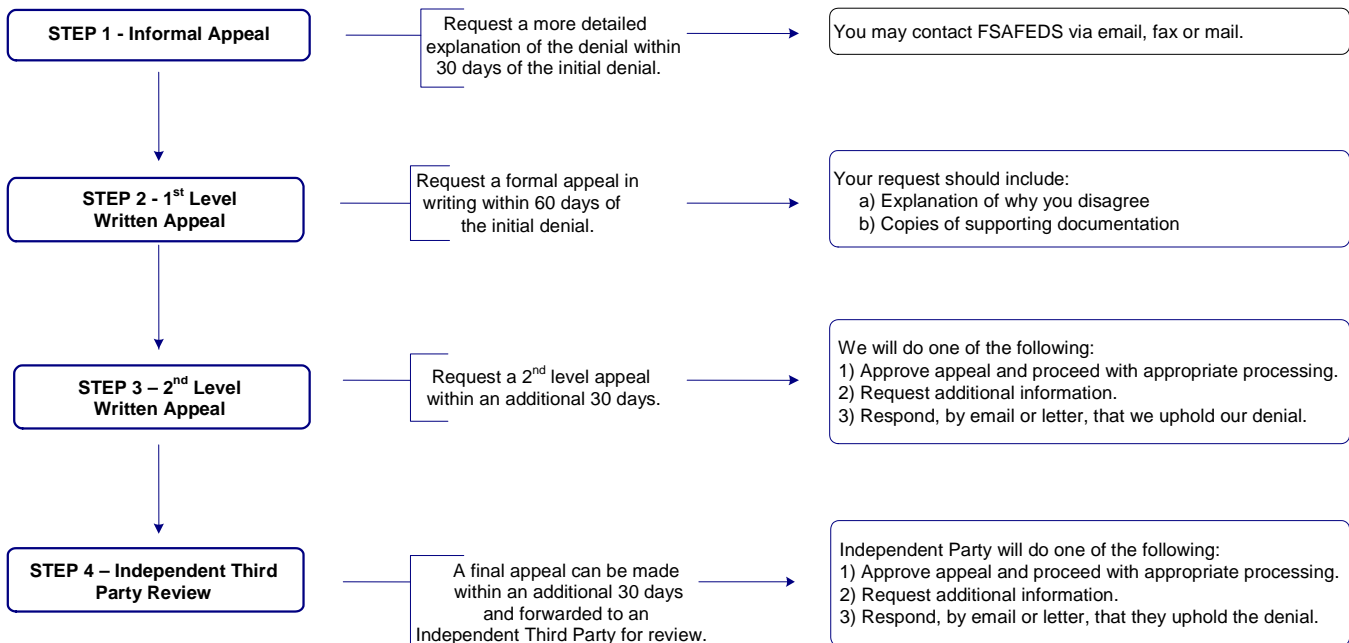 STEP 1 - Informal Appeal
Request a more detailed
explanation of the denial within
30 days of the initial denial.
You may contact FSAFEDS via email, fax or mail.
STEP 2 - 1st Level
Written Appeal
Request a formal appeal in
writing within 60 days of
the initial denial.
Your request should include:
a) Explanation of why you disagree
b) Copies of supporting documentation
STEP 3 – 2nd Level
Written Appeal
Request a 2nd level appeal
within an additional 30 days.
We will do one of the following:
1) Approve appeal and proceed with appropriate processing.
2) Request additional information.
3) Respond, by email or letter, that we uphold our denial.
STEP 4 – Independent Third
Party Review
A final appeal can be made
within an additional 30 days
and forwarded to an
Independent Third Party for review.
Independent Party will do one of the following:
1) Approve appeal and proceed with appropriate processing.
2) Request additional information.
3) Respond, by email or letter, that they uphold the denial.